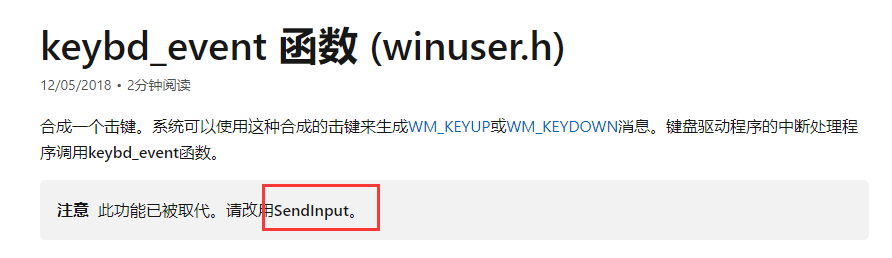 keybd_event 函数 (winuser.h)
12/05/2018 • 2分钟阅读
合成一个击键。系统可以使用这种合成的击键来生成WM_KEYUP或WM_KEYDOWN消息。键盘驱动程序的中断处理程
序调用keybd_event函数。
注意 此功能已被取代。请改用SendInput。